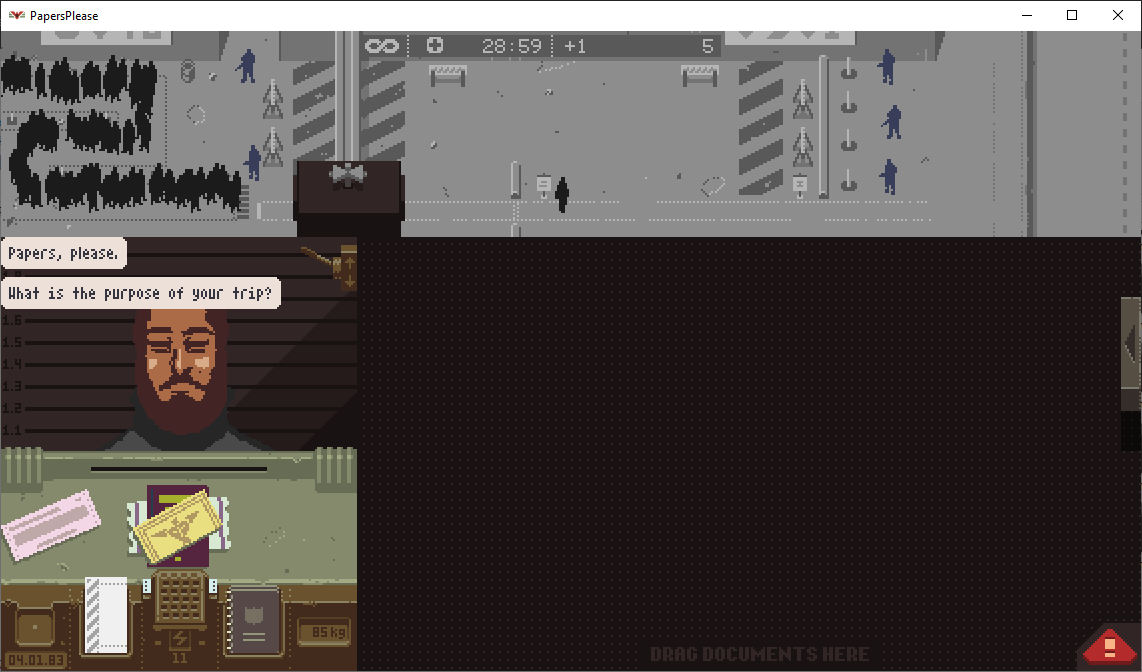 PapersPlease
28:59 +1 5
Papers, please.
What is the purpose of your trip?
1.6
1.5
1.4
1.3
1.2
1.1
85kg
04.01.83
11
DRAG DOCUMENTS HERE